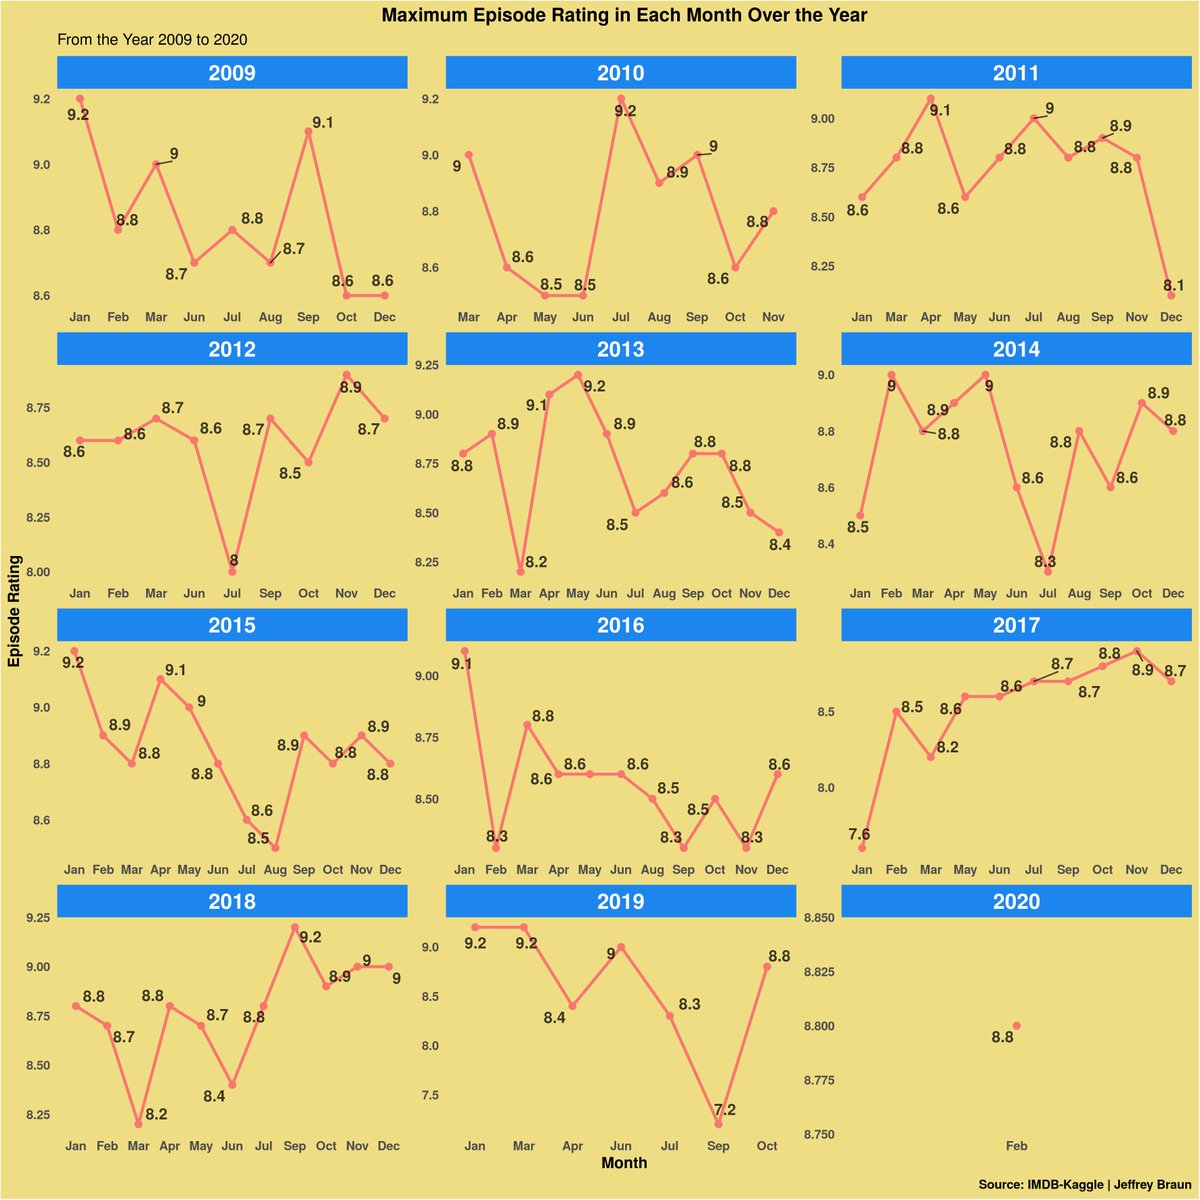 Maximum Episode Rating in Each Month Over the Year
From the Year 2009 to 2020
2009 2010 2011
9.2 9.0 8.8 8.6
9.2 8.8 9 8.7 8.8 8.7 9.1 8.6 8.6
Jan Feb Mar Jun Jul Aug Sep Oct Dec
9.2 9.0 8.8 8.6
9 8.6 8.5 8.5 9.2 8.9 9 8.6 8.8
Mar Apr May Jun Jul Aug Sep Oct Nov
9.00 8.75 8.50 8.25
8.6 8.8 9.1 8.6 8.8 9 8.8 8.9 8.8 8.1
Jan Mar Apr May Jun Jul Aug Sep Nov Dec
2012 2013 2014
8.75 8.50 8.25 8.00
8.6 8.6 8.7 8.6 8 8.7 8.5 8.9 8.7
Jan Feb Mar Jun Jul Sep Oct Nov Dec
9.25 9.00 8.75 8.50 8.25
8.8 8.9 8.2 9.1 9.2 8.9 8.5 8.6 8.8 8.8 8.5 8.4
Jan Feb Mar Apr May Jun Jul Aug Sep Oct Nov Dec
9.0 8.8 8.6 8.4
8.5 9 8.8 8.9 9 8.6 8.3 8.8 8.6 8.9 8.8
Jan Feb Mar Apr May Jun Jul Aug Sep Oct Dec
Episode Rating
2015 2016 2017
9.2 9.0 8.8 8.6
9.2 8.9 8.8 9.1 9 8.8 8.6 8.5 8.9 8.8 8.9 8.8
Jan Feb Mar Apr May Jun Jul Aug Sep Oct Nov Dec
9.00 8.75 8.50
9.1 8.3 8.8 8.6 8.6 8.6 8.5 8.3 8.5 8.3 8.6
Jan Feb Mar Apr May Jun Aug Sep Oct Nov Dec
8.5 8.0
7.6 8.5 8.2 8.6 8.6 8.7 8.7 8.8 8.9 8.7
Jan Feb Mar May Jun Jul Sep Oct Nov Dec
2018 2019 2020
9.25 9.00 8.75 8.50 8.25
8.8 8.7 8.2 8.8 8.7 8.4 8.8 9.2 8.9 9 9
Jan Feb Mar Apr May Jun Jul Sep Oct Nov Dec
9.0 8.5 8.0 7.5
9.2 9.2 8.4 9 8.3 7.2 8.8
Jan Mar Apr Jun Jul Sep Oct
8.850 8.825 8.800 8.775 8.750
8.8
Feb
Month
Source: IMDB-Kaggle | Jeffrey Braun